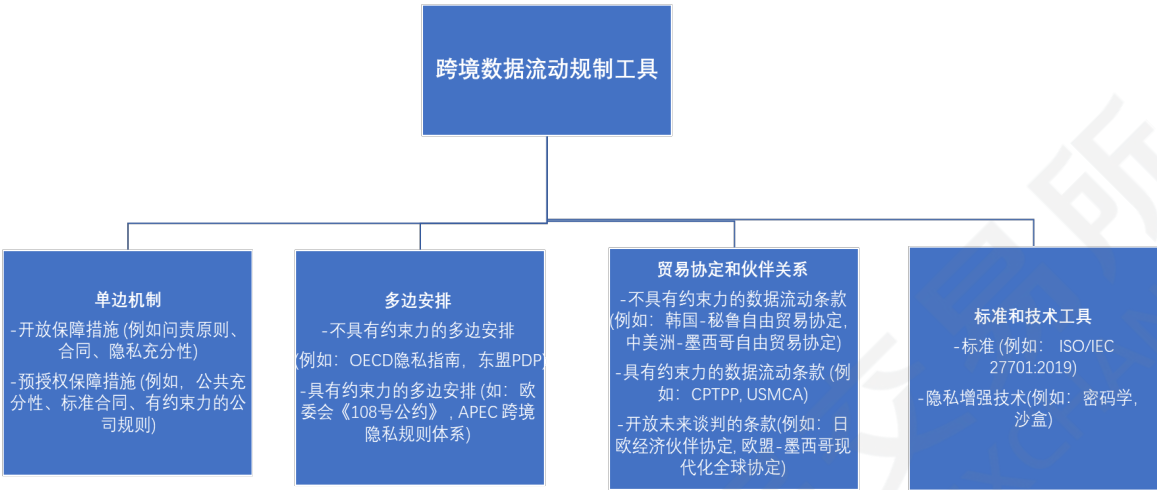 跨境数据流动规制工具
单边机制
-开放保障措施 (例如问责原则、
合同、隐私充分性)
-预授权保障措施 (例如，公共充
分性、标准合同、有约束力的公
司规则)
多边安排
-不具有约束力的多边安排
(例如：OECD隐私指南，东盟PDP)
-具有约束力的多边安排 (如：欧
委会《108号公约》, APEC 跨境
隐私规则体系)
贸易协定和伙伴关系
-不具有约束力的数据流动条款
(例如：韩国-秘鲁自由贸易协定,
中美洲-墨西哥自由贸易协定)
-具有约束力的数据流动条款 (例
如：CPTPP, USMCA)
-开放未来谈判的条款(例如：日
欧经济伙伴协定, 欧盟-墨西哥现
代化全球协定)
标准和技术工具
-标准 (例如： ISO/IEC
27701:2019)
-隐私增强技术(例如：密码学,
沙盒)